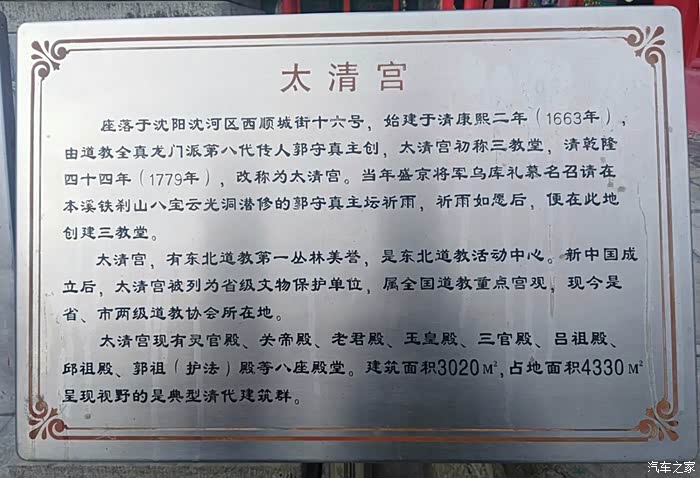 太清宫
座落于沈阳沈河区西顺城街十六号，始建于清康熙二年（1663年），
由道教全真龙门派第八代传人郭守真主创，太清宫初称三教堂，清乾隆
四十四年（1779年），改称为太清宫。当年盛京将军乌库礼慕名召请在
本溪铁刹山八宝云光洞潜修的郭守真主坛祈雨，祈雨如愿后，便在此地
创建三教堂。
太清宫，有东北道教第一丛林美誉，是东北道教活动中心。新中国成
立后，太清宫被列为省级文物保护单位，属全国道教重点宫观，现今是
省、市两级道教协会所在地。
太清宫现有灵官殿、关帝殿、老君殿、玉皇殿、三官殿、吕祖殿、
邱祖殿、郭祖（护法）殿等八座殿堂。建筑面积3020M²，占地面积4330M²
呈现视野的是典型清代建筑群。
汽车之家